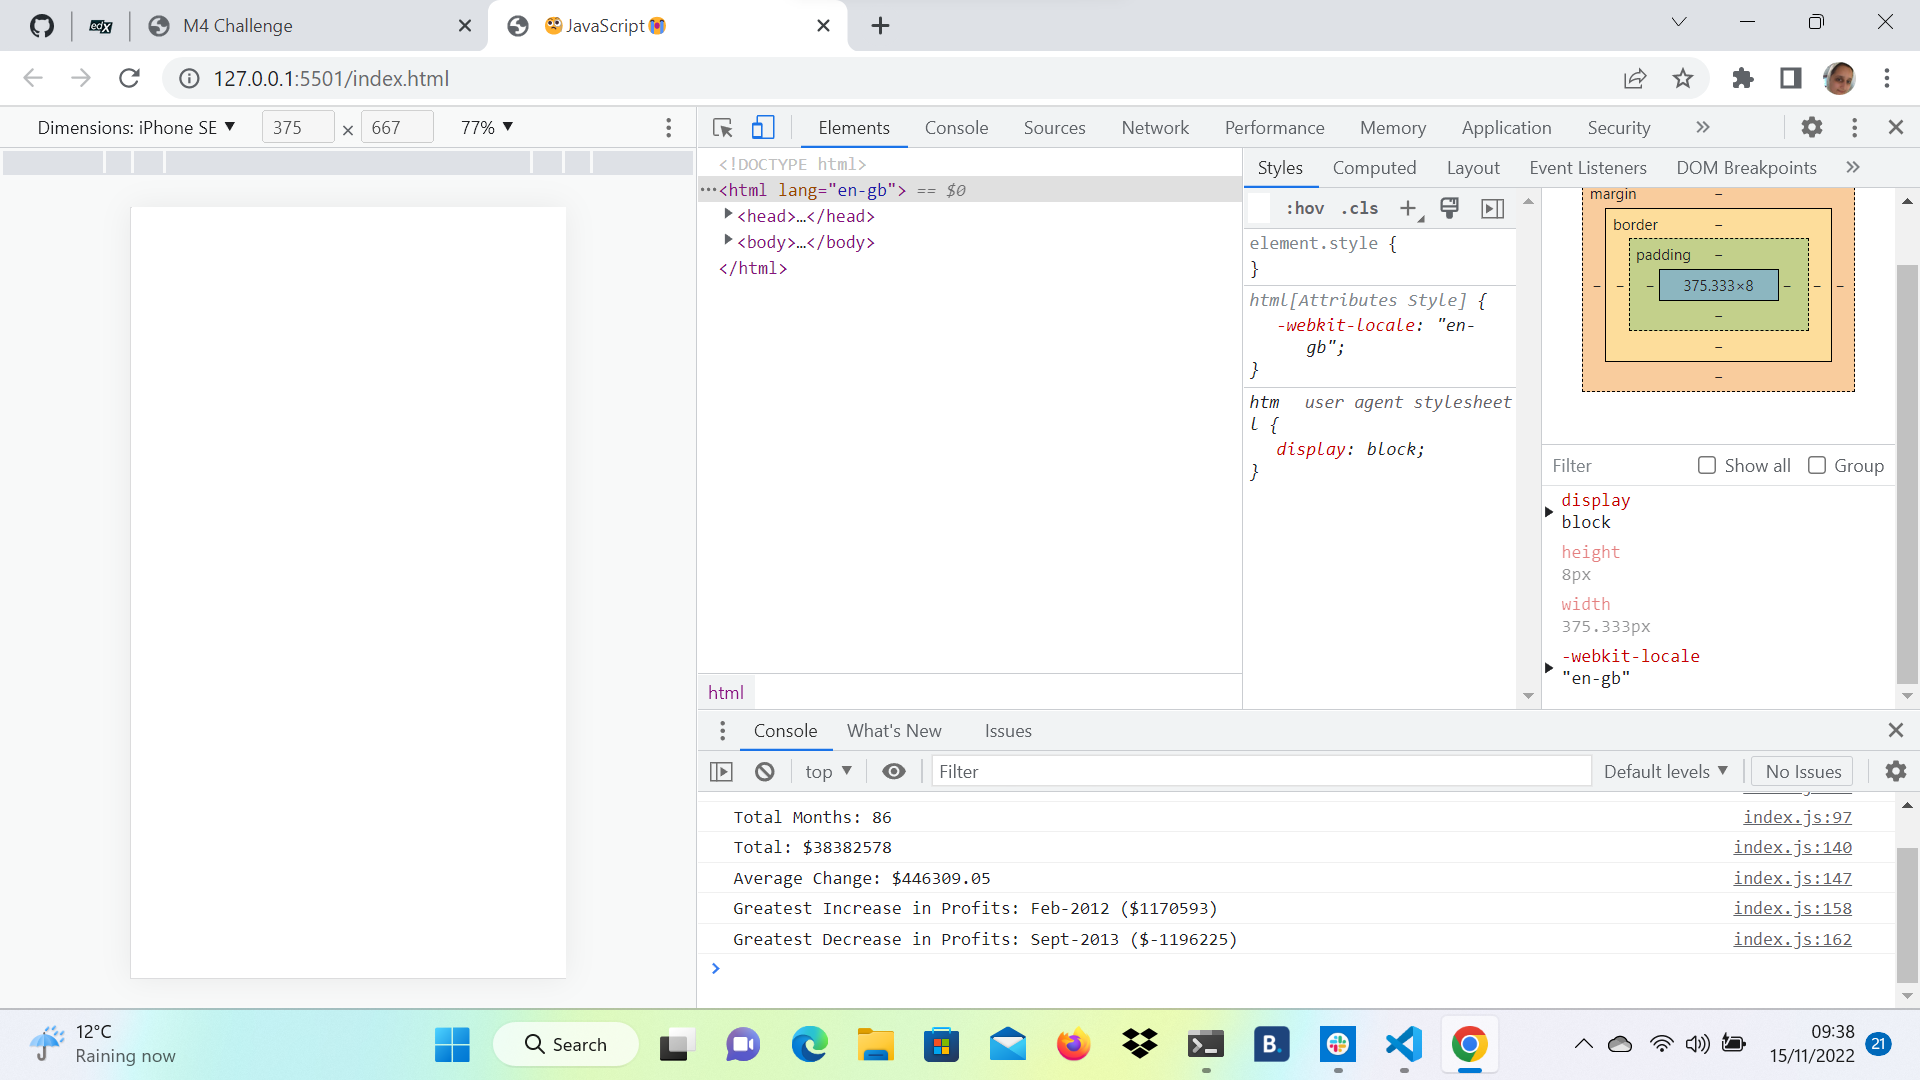 edX
M4 Challenge
🥺JavaScript😭
127.0.0.1:5501/index.html
Dimensions: iPhone SE ▼ 375 × 667 77% ▼
Elements Console Sources Network Performance Memory Application Security »
<!DOCTYPE html>
···<html lang="en-gb"> == $0
<head>…</head>
<body>…</body>
</html>
html
Styles Computed Layout Event Listeners DOM Breakpoints »
:hov .cls +
element.style {
}
html[Attributes Style] {
-webkit-locale: "en-
gb";
}
htm user agent stylesheet
l {
display: block;
}
margin –
border –
padding –
– – – 375.333×8 – – –
–
–
–
Filter Show all Group
display
block
height
8px
width
375.333px
-webkit-locale
"en-gb"
Console What's New Issues
top ▼ Filter Default levels ▼ No Issues
Total Months: 86 index.js:97
Total: $38382578 index.js:140
Average Change: $446309.05 index.js:147
Greatest Increase in Profits: Feb-2012 ($1170593) index.js:158
Greatest Decrease in Profits: Sept-2013 ($-1196225) index.js:162
>
12°C
Raining now
Search
B.
09:38
15/11/2022
21